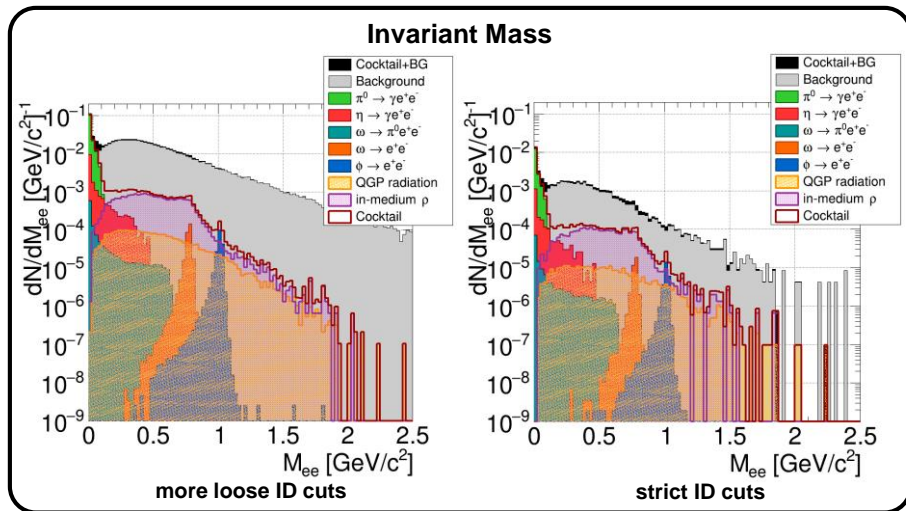 Invariant Mass
dN/dM_ee [GeV/c²]⁻¹
10⁻¹
10⁻²
10⁻³
10⁻⁴
10⁻⁵
10⁻⁶
10⁻⁷
10⁻⁸
10⁻⁹
Cocktail+BG
Background
π⁰ → γe⁺e⁻
η → γe⁺e⁻
ω → π⁰e⁺e⁻
ω → e⁺e⁻
ϕ → e⁺e⁻
QGP radiation
in-medium ρ
Cocktail
0 0.5 1 1.5 2 2.5
M_ee [GeV/c²]
more loose ID cuts
dN/dM_ee [GeV/c²]⁻¹
10⁻¹
10⁻²
10⁻³
10⁻⁴
10⁻⁵
10⁻⁶
10⁻⁷
10⁻⁸
10⁻⁹
Cocktail+BG
Background
π⁰ → γe⁺e⁻
η → γe⁺e⁻
ω → π⁰e⁺e⁻
ω → e⁺e⁻
ϕ → e⁺e⁻
QGP radiation
in-medium ρ
Cocktail
0 0.5 1 1.5 2 2.5
M_ee [GeV/c²]
strict ID cuts